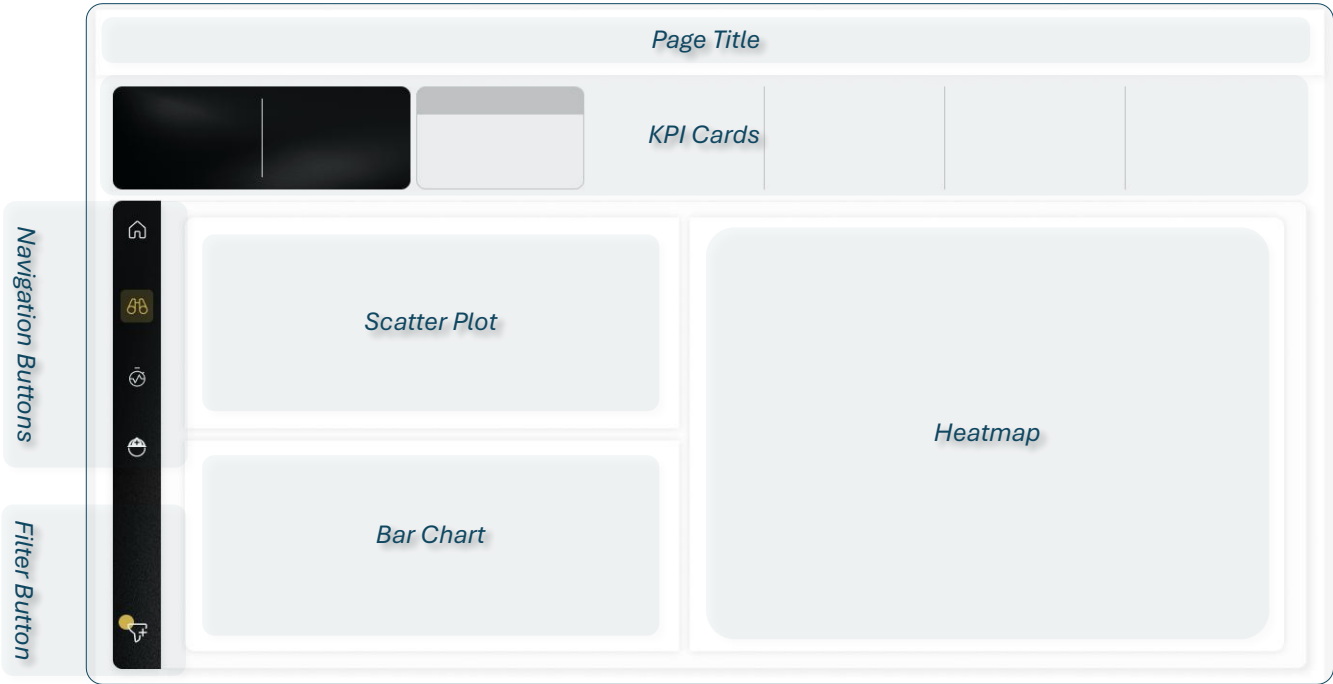 Page Title
KPI Cards
Navigation Buttons
Scatter Plot
Heatmap
Bar Chart
Filter Button